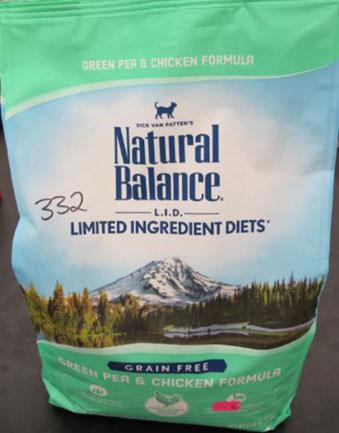 GREEN PEA & CHICKEN FORMULA
DICK VAN PATTEN'S
Natural
Balance®
L.I.D.
LIMITED INGREDIENT DIETS®
332
GRAIN FREE
GREEN PEA & CHICKEN FORMULA